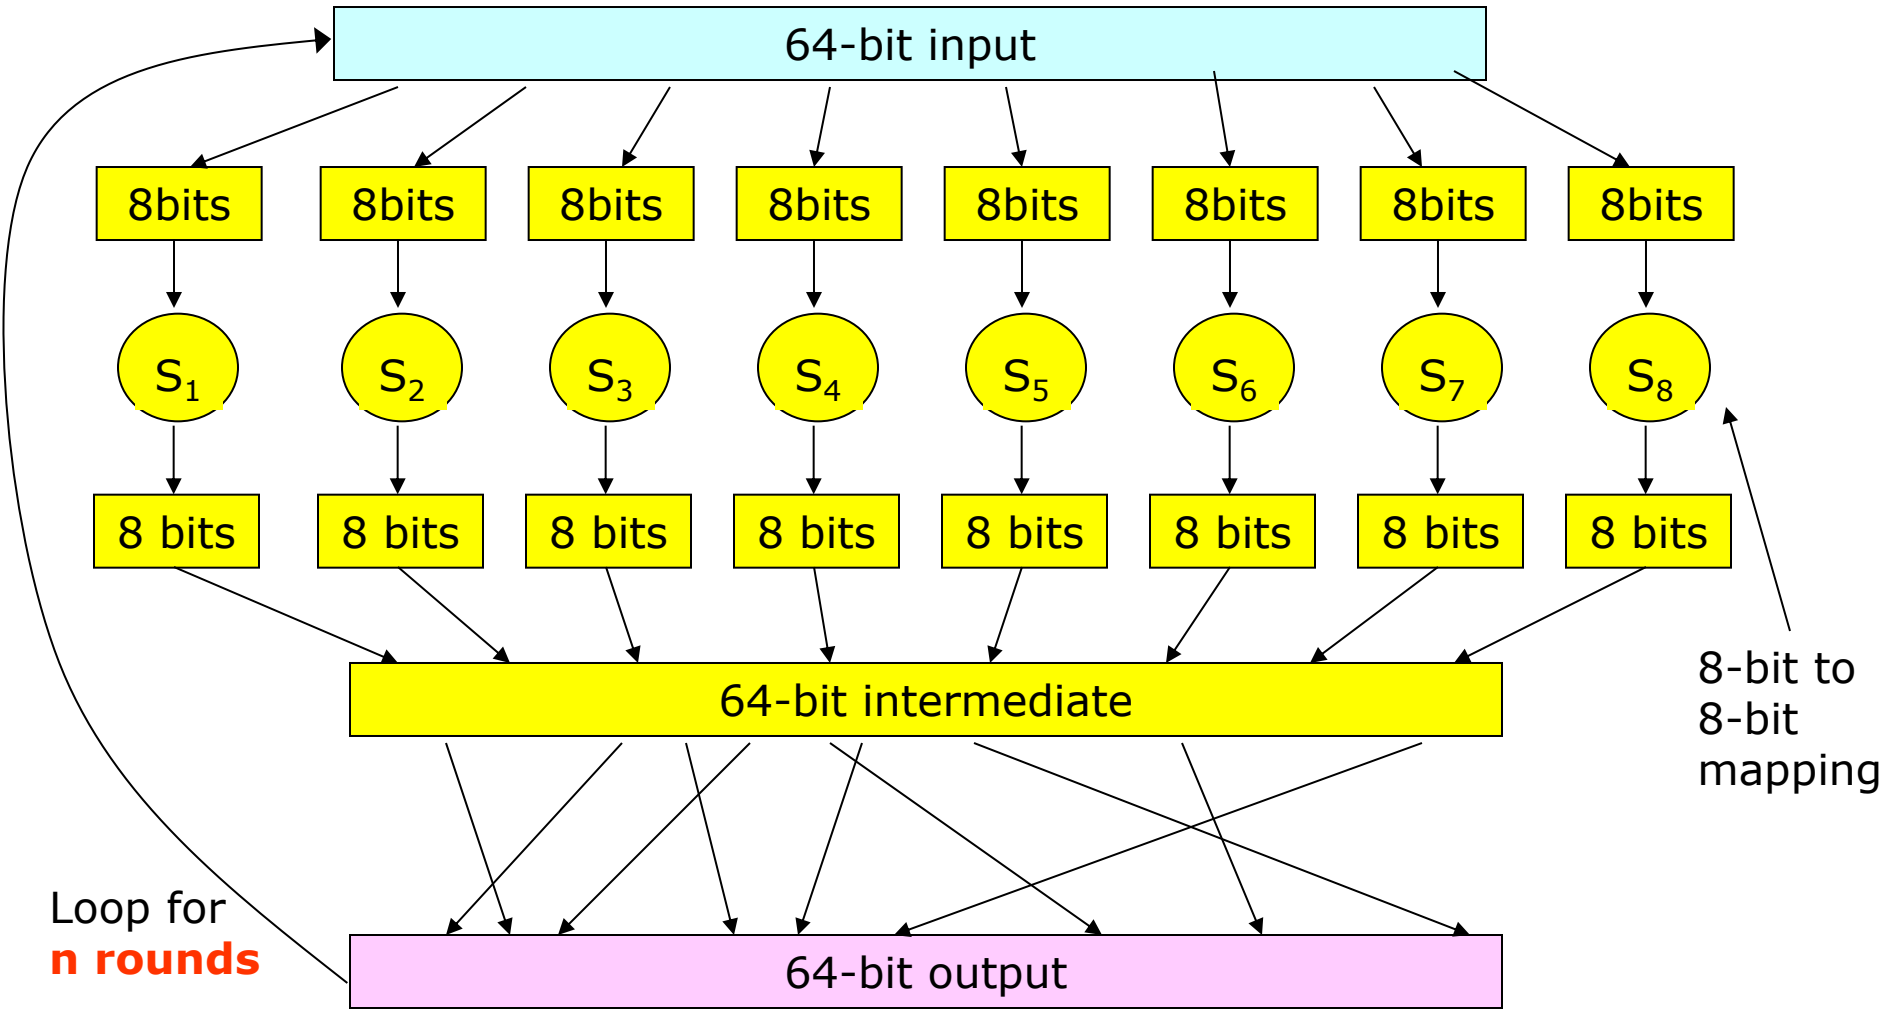 64-bit input
8bits 8bits 8bits 8bits 8bits 8bits 8bits 8bits
S₁ S₂ S₃ S₄ S₅ S₆ S₇ S₈
8 bits 8 bits 8 bits 8 bits 8 bits 8 bits 8 bits 8 bits
64-bit intermediate
8-bit to
8-bit
mapping
Loop for
n rounds
64-bit output